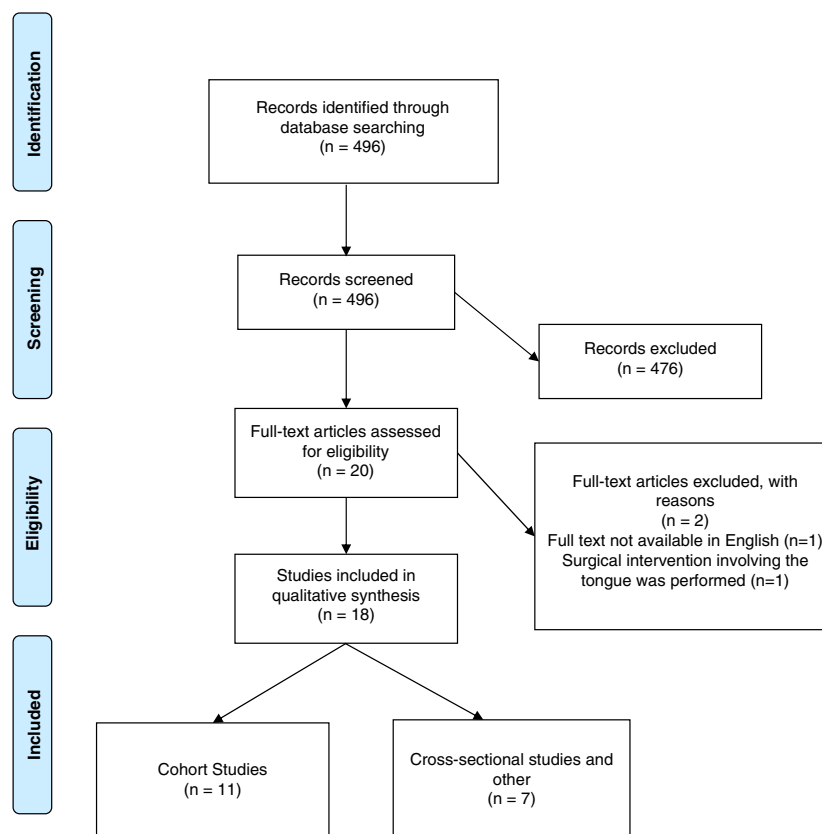 Identification
Records identified through
database searching
(n = 496)
Screening
Records screened
(n = 496)
Records excluded
(n = 476)
Eligibility
Full-text articles assessed
for eligibility
(n = 20)
Full-text articles excluded, with
reasons
(n = 2)
Full text not available in English (n=1)
Surgical intervention involving the
tongue was performed (n=1)
Studies included in
qualitative synthesis
(n = 18)
Included
Cohort Studies
(n = 11)
Cross-sectional studies and
other
(n = 7)